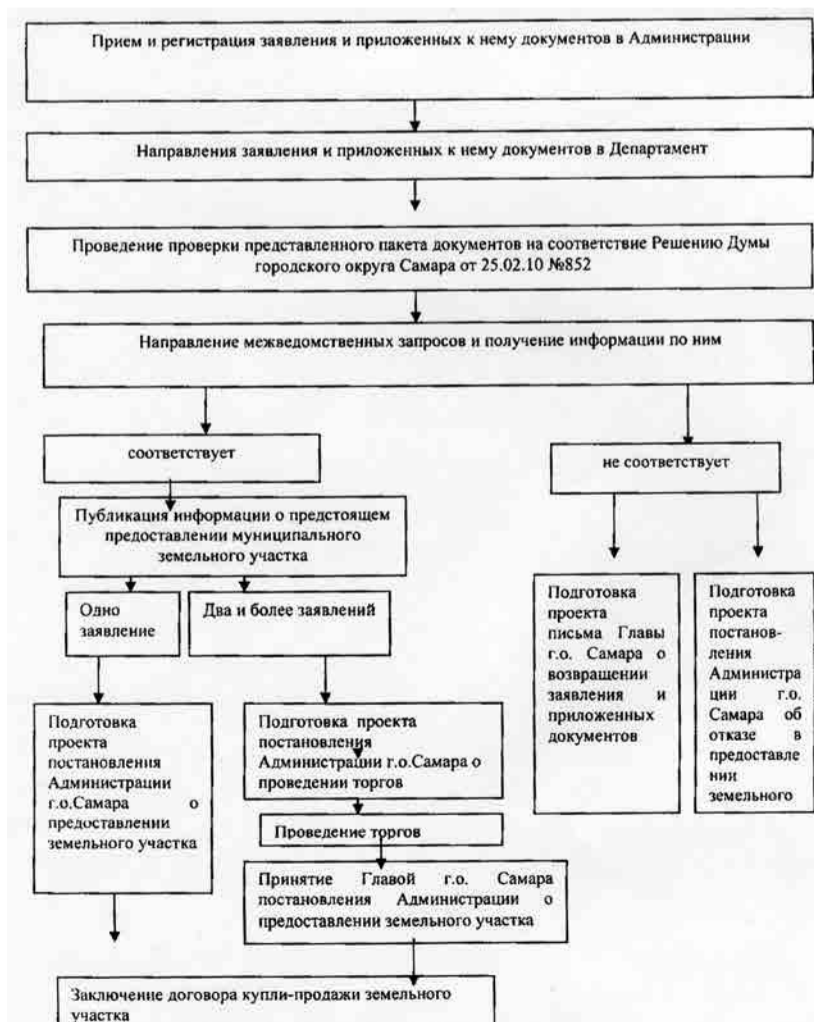 Прием и регистрация заявления и приложенных к нему документов в Администрации
Направления заявления и приложенных к нему документов в Департамент
Проведение проверки представленного пакета документов на соответствие Решению Думы
городского округа Самара от 25.02.10 №852
Направление межведомственных запросов и получение информации по ним
соответствует
не соответствует
Публикация информации о предстоящем
предоставлении муниципального
земельного участка
Одно
заявление
Два и более заявлений
Подготовка
проекта
письма Главы
г.о. Самара о
возвращении
заявления и
приложенных
документов
Подготовка
проекта
постанов-
ления
Администра
ции г.о.
Самара об
отказе в
предоставле
нии
земельного
Подготовка
проекта
постановления
Администрации
г.о.Самара о
предоставлении
земельного участка
Подготовка проекта
постановления
Администрации г.о.Самара о
проведении торгов
Проведение торгов
Принятие Главой г.о. Самара
постановления Администрации о
предоставлении земельного участка
Заключение договора купли-продажи земельного
участка